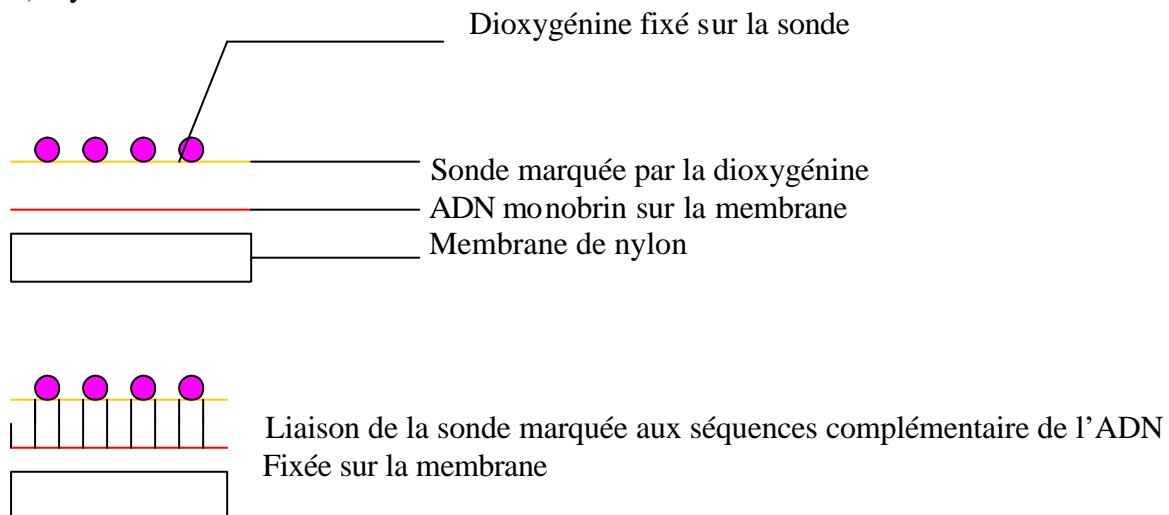 Dioxygénine fixé sur la sonde
Sonde marquée par la dioxygénine
ADN monobrin sur la membrane
Membrane de nylon
Liaison de la sonde marquée aux séquences complémentaire de l’ADN
Fixée sur la membrane